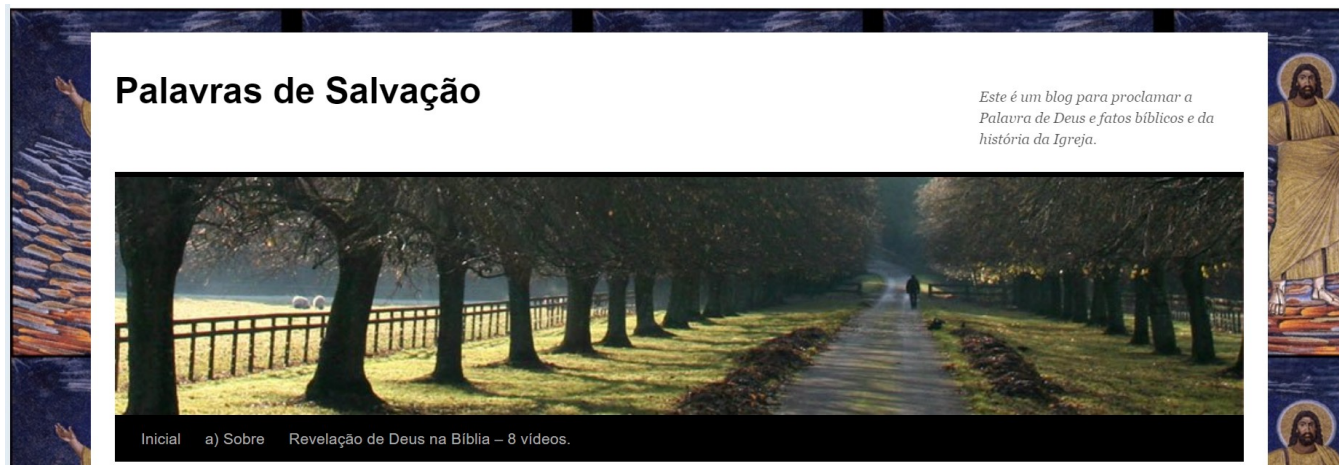 Palavras de Salvação
Este é um blog para proclamar a
Palavra de Deus e fatos bíblicos e da
história da Igreja.
Inicial a) Sobre Revelação de Deus na Bíblia – 8 vídeos.